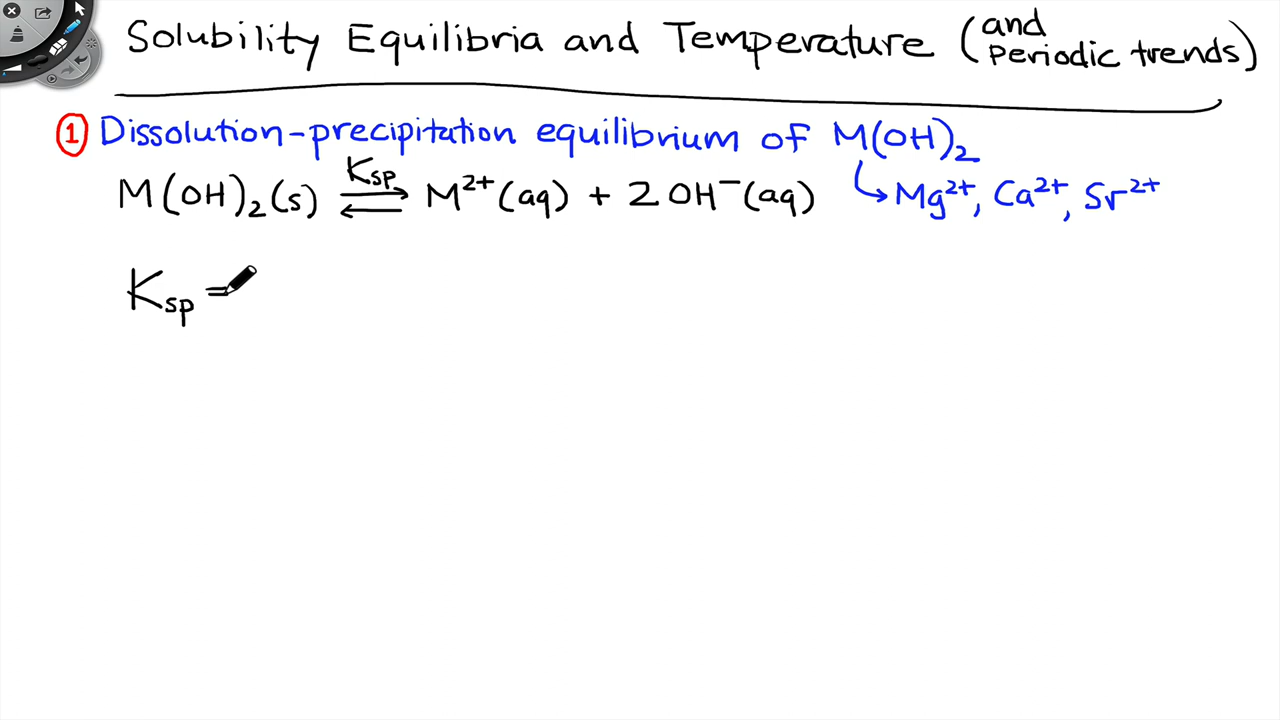 Solubility Equilibria and Temperature (and periodic trends)
① Dissolution-precipitation equilibrium of M(OH)₂
M(OH)₂(s) ⇌ Ksp M²⁺(aq) + 2OH⁻(aq) ↳ Mg²⁺, Ca²⁺, Sr²⁺
Ksp =